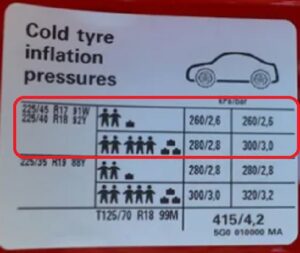 Cold tyre
inflation
pressures
kPa/bar
225/45 R17 91W 260/2,6 260/2,6
225/40 R18 92Y 280/2,8 300/3,0
225/35 R19 88Y 280/2,8 280/2,8
300/3,0 320/3,2
T125/70 R18 99M 415/4,2
5G0 010000 MA